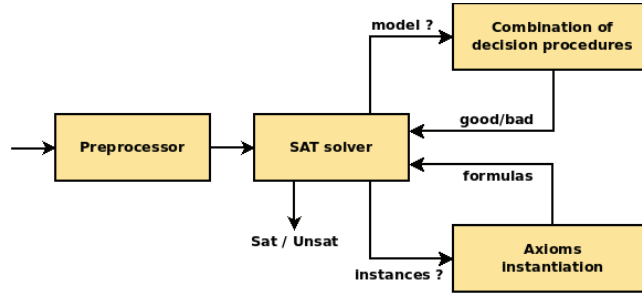 model ?
Combination of
decision procedures
good/bad
Preprocessor
SAT solver
formulas
Sat / Unsat
instances ?
Axioms
instantiation